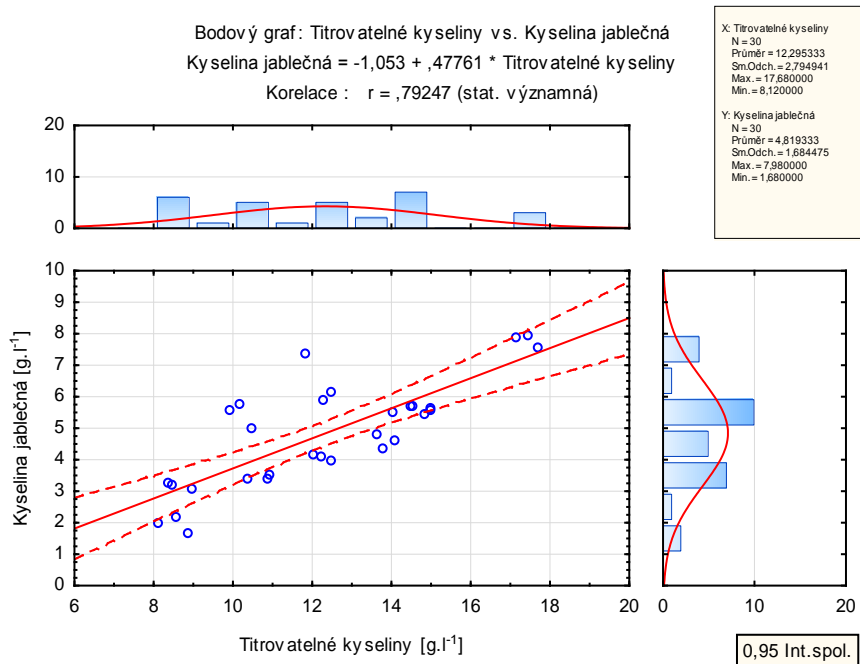 Bodový graf: Titrovatelné kyseliny vs. Kyselina jablečná
Kyselina jablečná = -1,053 + ,47761 * Titrovatelné kyseliny
Korelace : r = ,79247 (stat. významná)
X: Titrovatelné kyseliny
N = 30
Průměr = 12,295333
Sm.Odch. = 2,794941
Max. = 17,680000
Min. = 8,120000
Y: Kyselina jablečná
N = 30
Průměr = 4,819333
Sm.Odch. = 1,684475
Max. = 7,980000
Min. = 1,680000
20
10
0
10
9
8
7
6
5
4
3
2
1
0
Kyselina jablečná [g.l-1]
6 8 10 12 14 16 18 20
Titrovatelné kyseliny [g.l-1]
0 10 20
0,95 Int.spol.